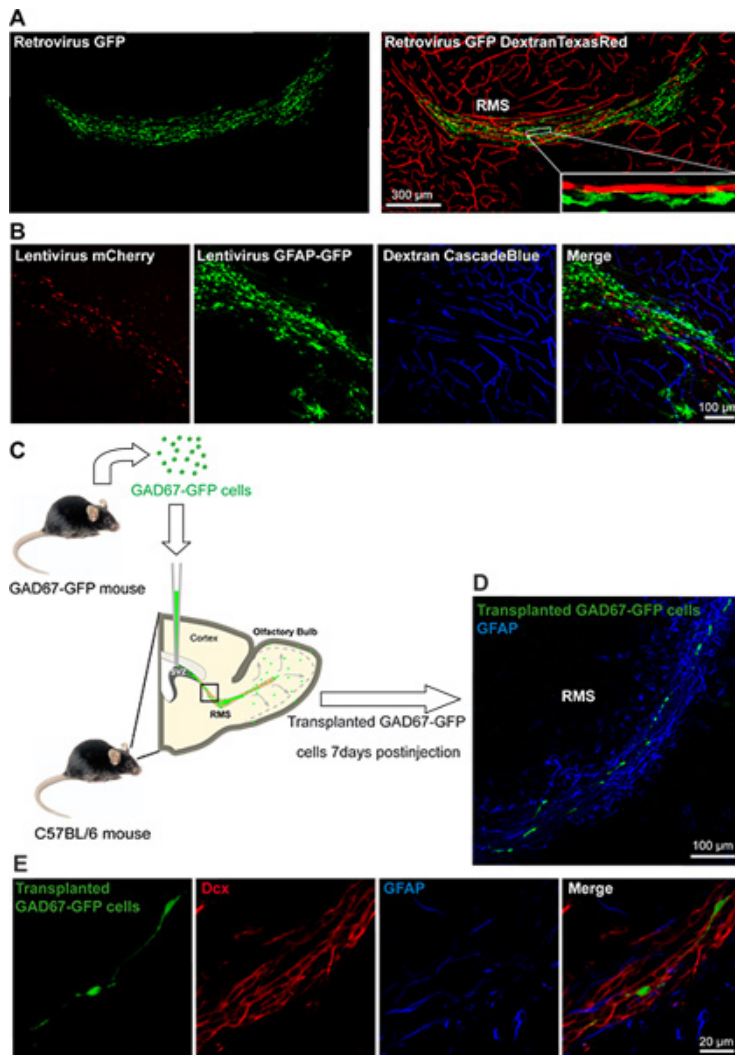 A
Retrovirus GFP
Retrovirus GFP DextranTexasRed
RMS
300 µm
B
Lentivirus mCherry
Lentivirus GFAP-GFP
Dextran CascadeBlue
Merge
100 µm
C
GAD67-GFP cells
GAD67-GFP mouse
Cortex
Olfactory Bulb
SVZ
RMS
Transplanted GAD67-GFP
cells 7days postinjection
C57BL/6 mouse
D
Transplanted GAD67-GFP cells
GFAP
RMS
100 µm
E
Transplanted
GAD67-GFP cells
Dcx
GFAP
Merge
20 µm